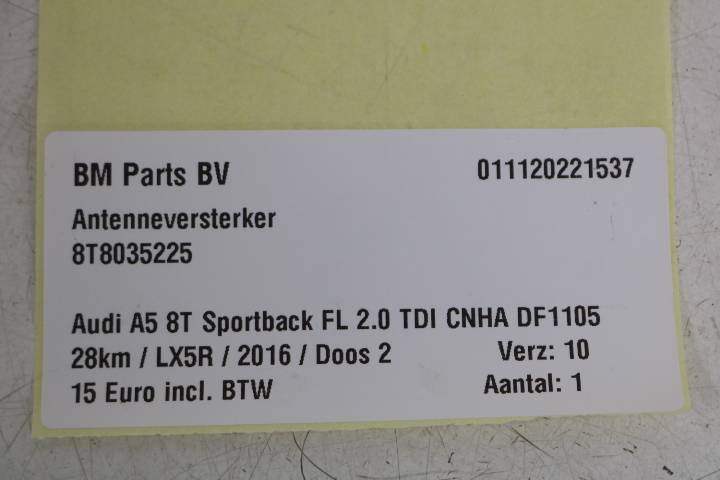 BM Parts BV 011120221537
Antenneversterker
8T8035225
Audi A5 8T Sportback FL 2.0 TDI CNHA DF1105
28km / LX5R / 2016 / Doos 2 Verz: 10
15 Euro incl. BTW Aantal: 1